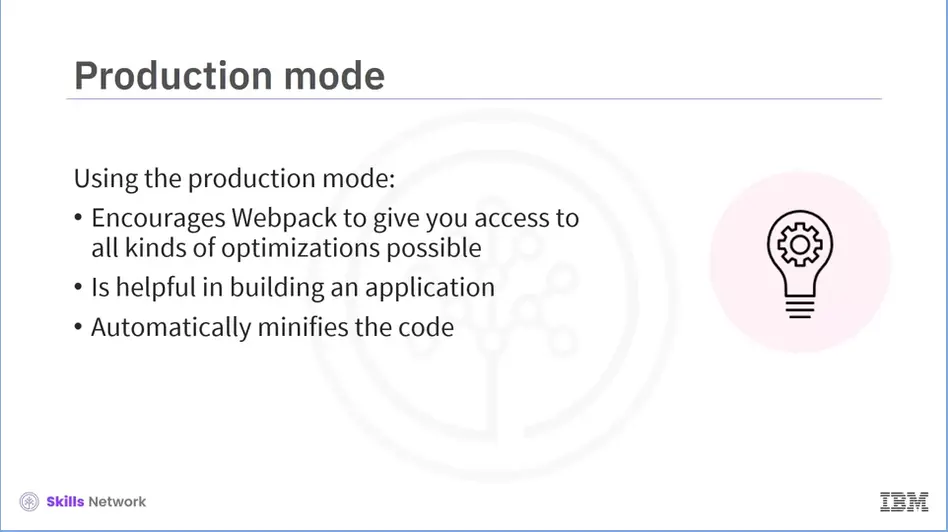 Production mode
Using the production mode:
• Encourages Webpack to give you access to
all kinds of optimizations possible
• Is helpful in building an application
• Automatically minifies the code
Skills Network
IBM